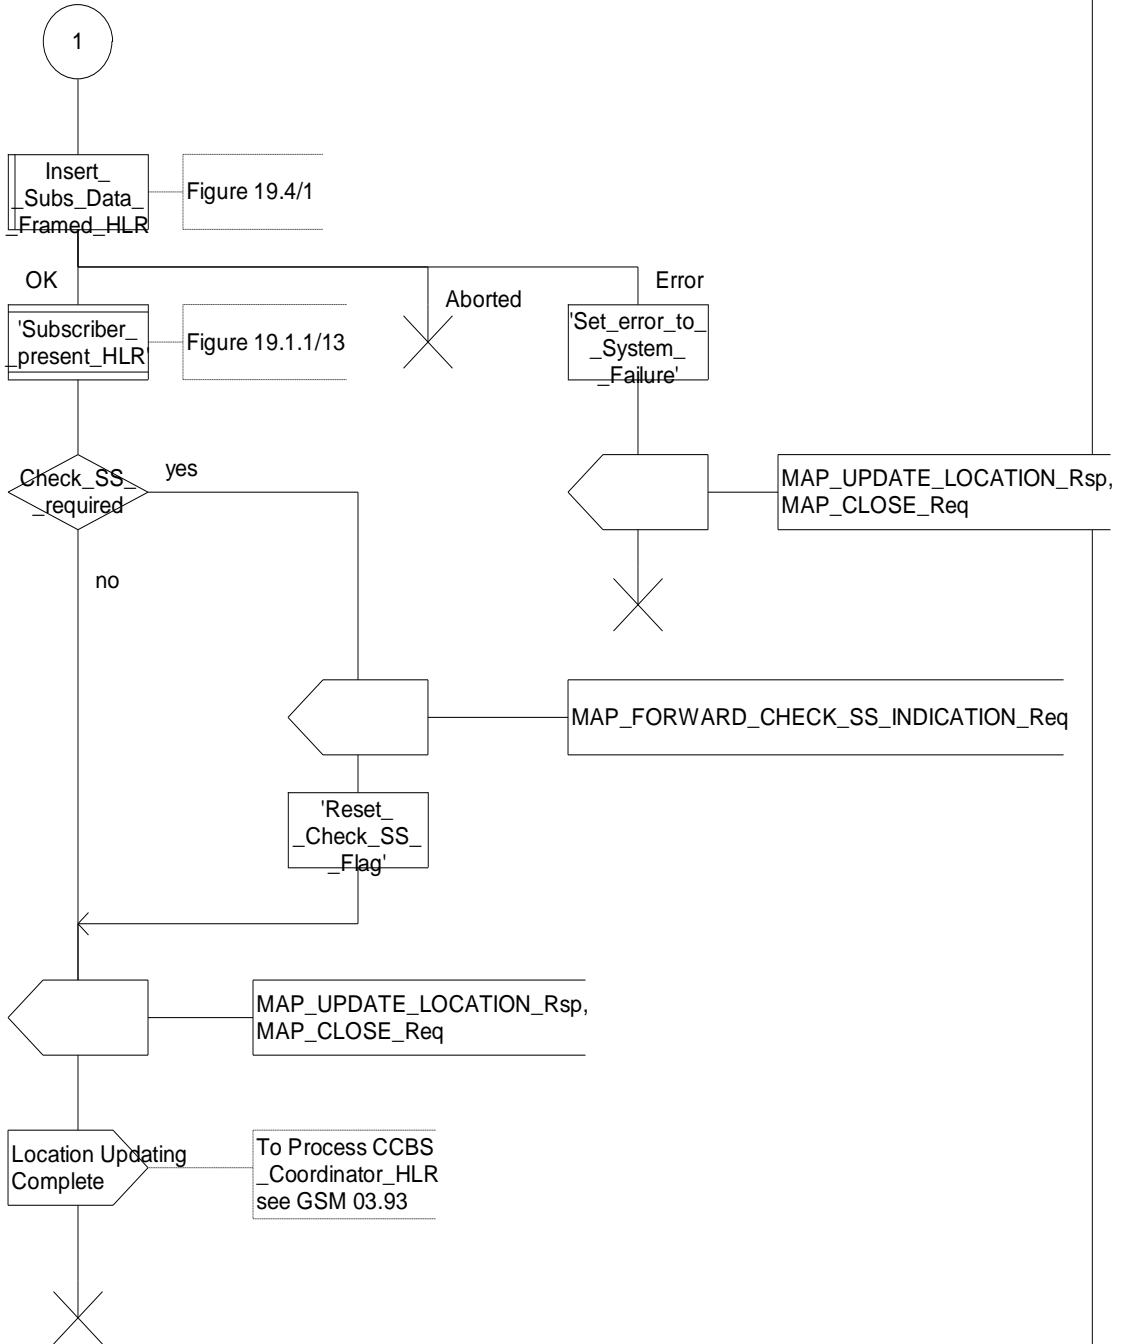 1
Insert_
_Subs_Data_
_Framed_HLR
Figure 19.4/1
OK
Aborted
Error
'Subscriber_
_present_HLR'
Figure 19.1.1/13
'Set_error_to_
_System_
_Failure'
Check_SS_
_required
yes
MAP_UPDATE_LOCATION_Rsp,
MAP_CLOSE_Req
no
MAP_FORWARD_CHECK_SS_INDICATION_Req
'Reset_
_Check_SS_
_Flag'
MAP_UPDATE_LOCATION_Rsp,
MAP_CLOSE_Req
Location Updating
Complete
To Process CCBS
_Coordinator_HLR
see GSM 03.93